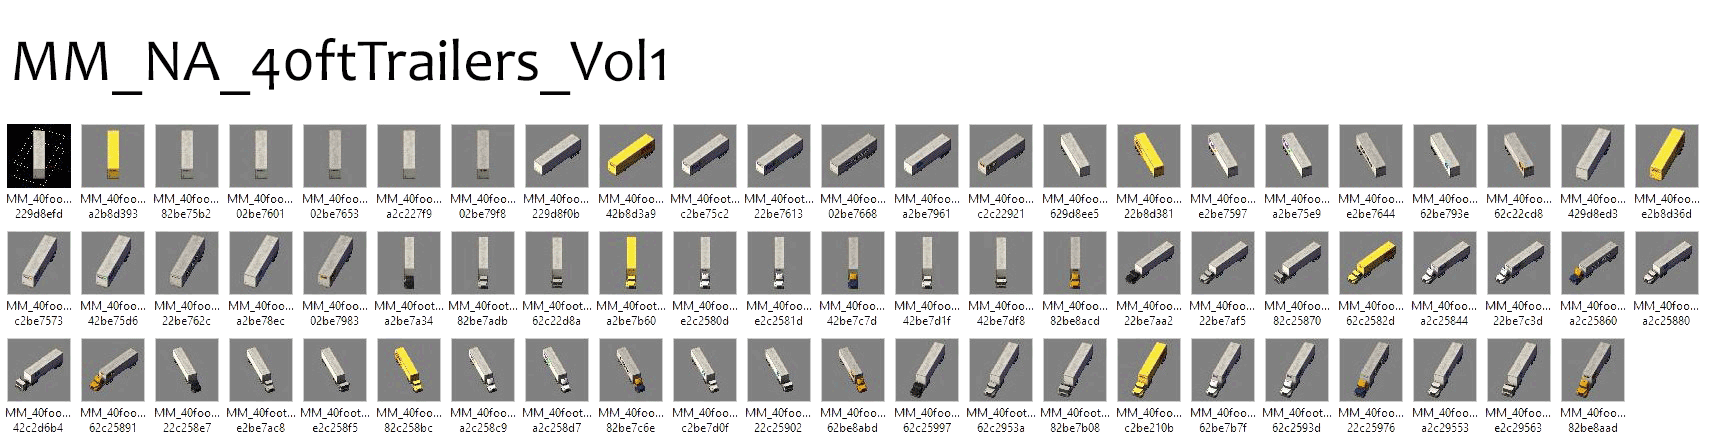 MM_NA_40ftTrailers_Vol1
MM_40foo... MM_40foo... MM_40foo... MM_40foo... MM_40foo... MM_40foo... MM_40foo... MM_40foo... MM_40foo... MM_40foo... MM_40foo... MM_40foo... MM_40foo... MM_40foo... MM_40foo... MM_40foo... MM_40foo... MM_40foo... MM_40foo... MM_40foo... MM_40foo... MM_40foo... MM_40foo...
229d8efd a2b8d393 82be75b2 02be7601 02be7653 a2c227f9 02be79f8 229d8f0b 42b8d3a9 c2be75c2 22be7613 02be7668 a2be7961 c2c22921 629d8ee5 22b8d381 e2be7597 a2be75e9 e2be7644 62be793e 62c22cd8 429d8ed3 e2b8d36d
MM_40foo... MM_40foo... MM_40foo... MM_40foo... MM_40foo... MM_40foot... MM_40foo... MM_40foo... MM_40foot... MM_40foo... MM_40foo... MM_40foo... MM_40foo... MM_40foo... MM_40foo... MM_40foo... MM_40foo... MM_40foo... MM_40foo... MM_40foo... MM_40foo... MM_40foo... MM_40foo...
c2be7573 42be75d6 22be762c a2be78ec 02be7983 a2be7a34 82be7adb 62c22d8a a2be7b60 e2c2580d e2c2581d 42be7c7d 42be7d1f 42be7df8 82be8acd 22be7aa2 22be7af5 82c25870 62c2582d a2c25844 22be7c3d a2c25860 a2c25880
MM_40foo... MM_40foo... MM_40foo... MM_40foot... MM_40foot... MM_40foo... MM_40foo... MM_40foo... MM_40foo... MM_40foot... MM_40foo... MM_40foo... MM_40foo... MM_40foot... MM_40foo... MM_40foo... MM_40foo... MM_40foot... MM_40foo... MM_40foo... MM_40foo... MM_40foo...
42c2d6b4 62c25891 22c258e7 e2be7ac8 e2c258f5 82c258bc a2c258c9 a2c258d7 82be7c6e c2be7d0f 22c25902 62be8abd 62c25997 62c2953a 82be7b08 c2be210b 62be7b7f 62c2593d 22c25976 a2c29553 e2c29563 82be8aad